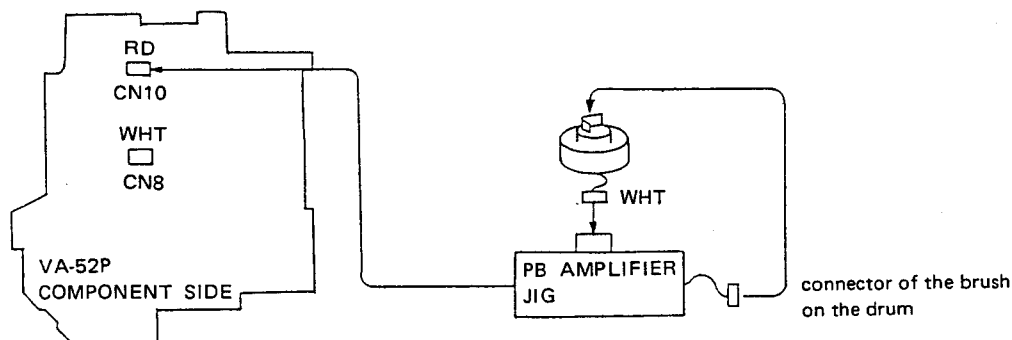 RD
CN10
WHT
CN8
VA-52P
COMPONENT SIDE
WHT
PB AMPLIFIER
JIG
connector of the brush
on the drum